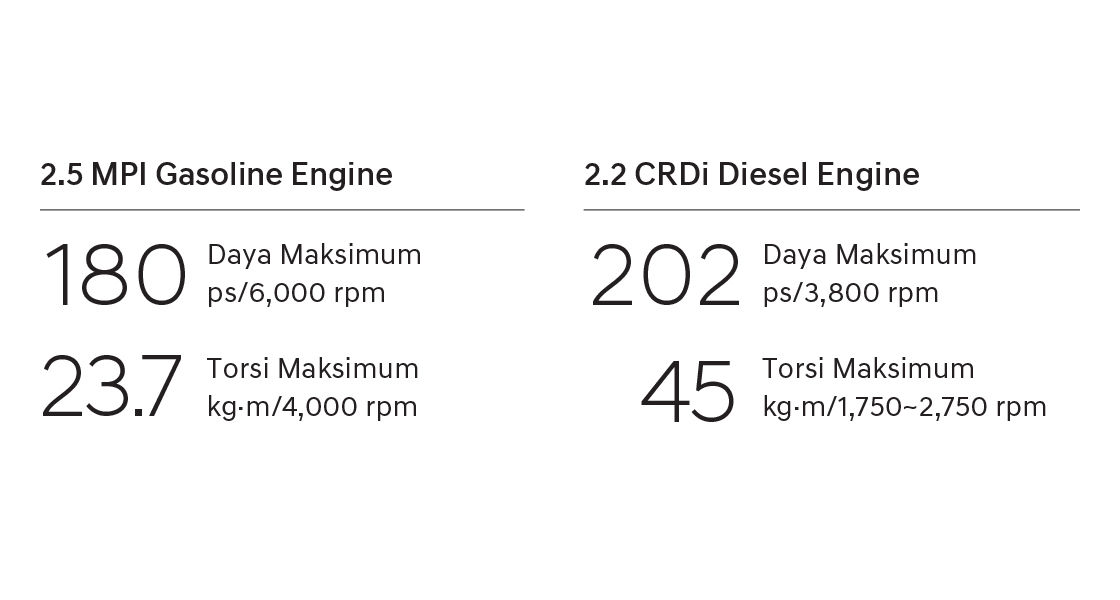 2.5 MPI Gasoline Engine
180
Daya Maksimum
ps/6,000 rpm
23.7
Torsi Maksimum
kg·m/4,000 rpm
2.2 CRDi Diesel Engine
202
Daya Maksimum
ps/3,800 rpm
45
Torsi Maksimum
kg·m/1,750~2,750 rpm